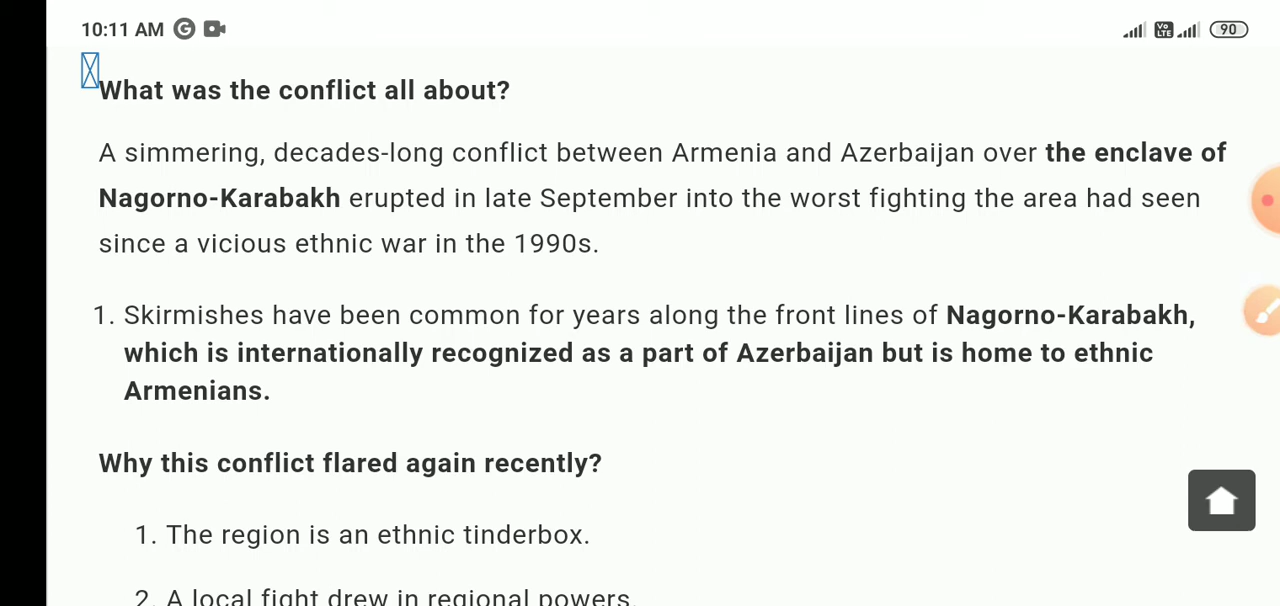 10:11 AM
Vo
LTE
90
What was the conflict all about?
A simmering, decades-long conflict between Armenia and Azerbaijan over the enclave of
Nagorno-Karabakh erupted in late September into the worst fighting the area had seen
since a vicious ethnic war in the 1990s.
1. Skirmishes have been common for years along the front lines of Nagorno-Karabakh,
which is internationally recognized as a part of Azerbaijan but is home to ethnic
Armenians.
Why this conflict flared again recently?
1. The region is an ethnic tinderbox.
2. A local fight drew in regional powers.